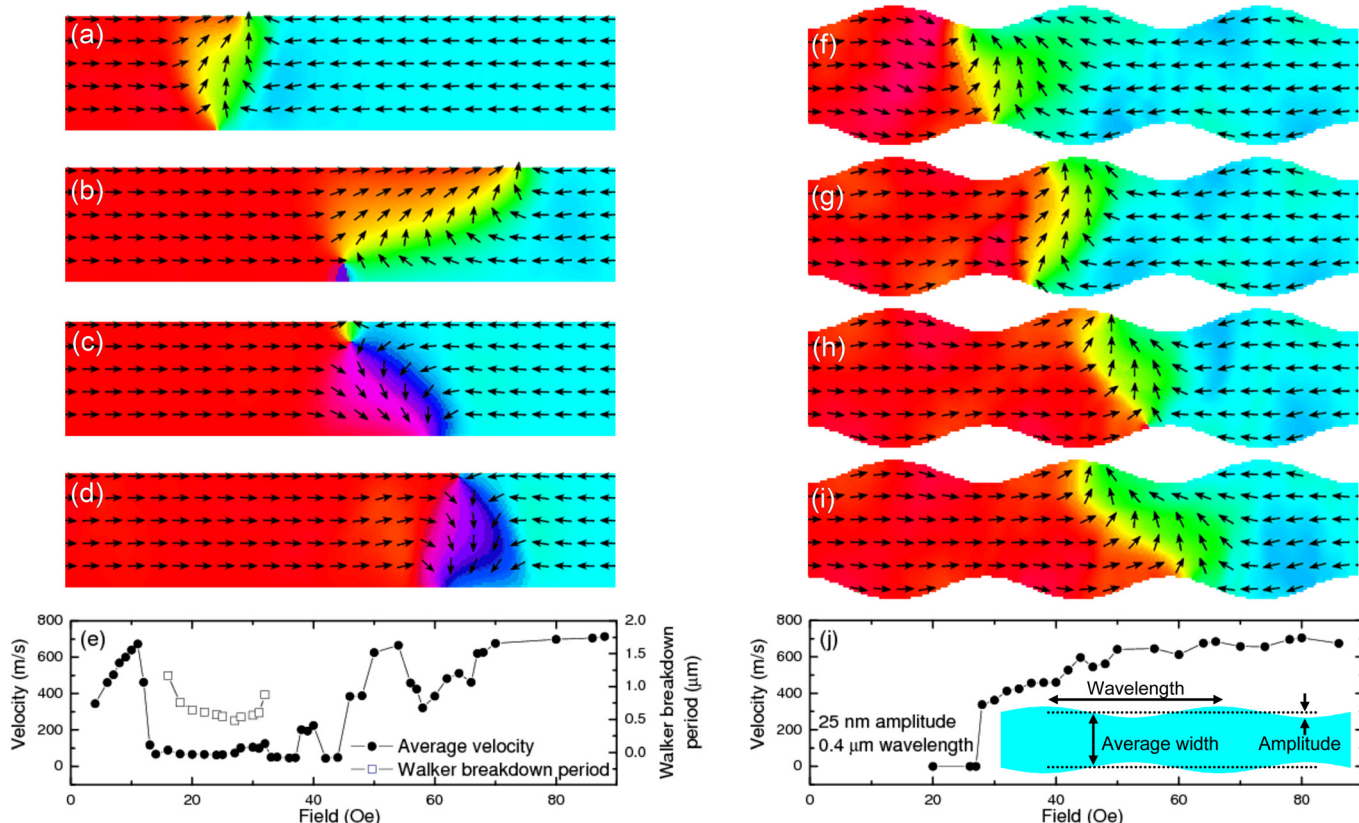 (a)
(b)
(c)
(d)
(e)
800
600
400
200
0
Velocity (m/s)
2.0
1.5
1.0
0.5
0.0
Walker breakdown
period (μm)
Average velocity
Walker breakdown period
0
20
40
60
80
Field (Oe)
(f)
(g)
(h)
(i)
(j)
800
600
400
200
0
Velocity (m/s)
25 nm amplitude
0.4 μm wavelength
Wavelength
Average width
Amplitude
0
20
40
60
80
Field (Oe)